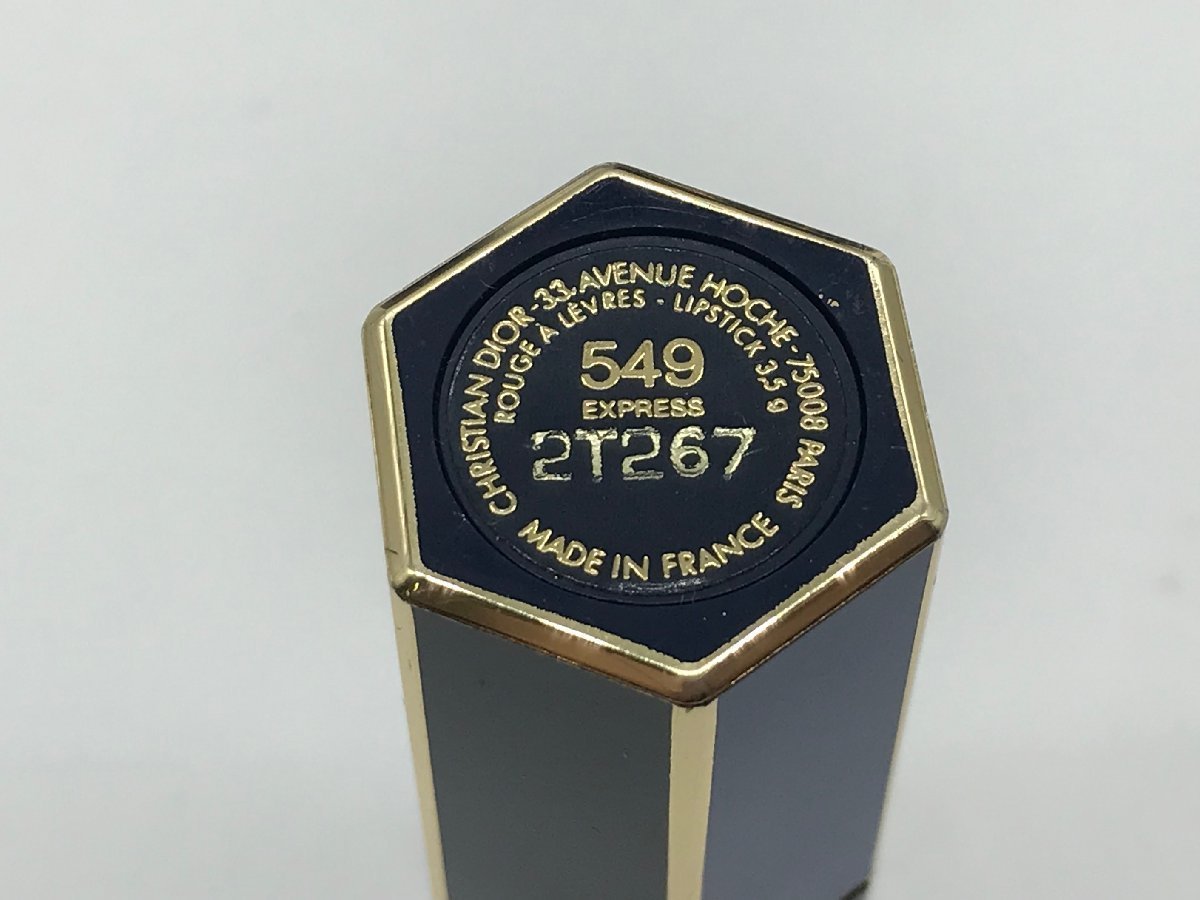 CHRISTIAN DIOR-33, AVENUE HOCHE-75008 PARIS
ROUGE À LÈVRES - LIPSTICK 3,5 g
549
EXPRESS
2T267
MADE IN FRANCE